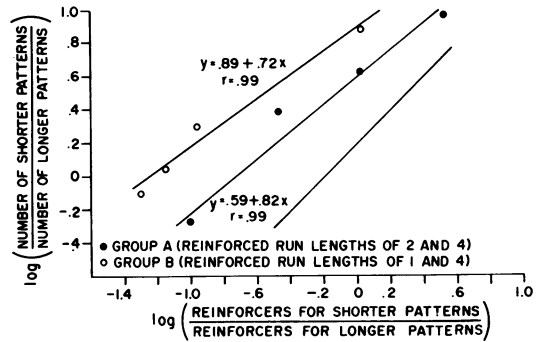 log (NUMBER OF SHORTER PATTERNS / NUMBER OF LONGER PATTERNS)
1.0
.8
.6
.4
.2
0
-.2
-.4
y=.89+.72x
r=.99
y=.59+.82x
r=.99
● GROUP A (REINFORCED RUN LENGTHS OF 2 AND 4)
○ GROUP B (REINFORCED RUN LENGTHS OF 1 AND 4)
-1.4 -1.0 -.6 -.2 .2 .6 1.0
log (REINFORCERS FOR SHORTER PATTERNS / REINFORCERS FOR LONGER PATTERNS)